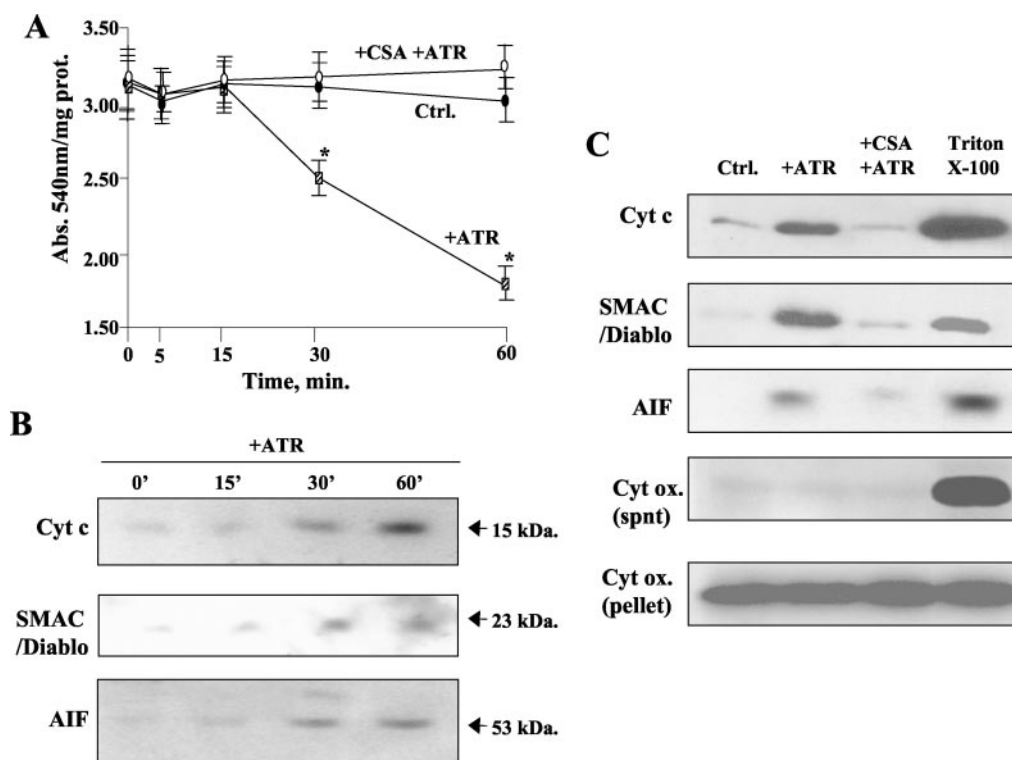 A
3.50
3.00
2.50
2.00
1.50
Abs. 540nm/mg prot.
+CSA +ATR
Ctrl.
*
+ATR
*
0 5 15 30 60
Time, min.
B
+ATR
0' 15' 30' 60'
Cyt c
15 kDa.
SMAC
/Diablo
23 kDa.
AIF
53 kDa.
C
Ctrl. +ATR +CSA +ATR Triton X-100
Cyt c
SMAC
/Diablo
AIF
Cyt ox.
(spnt)
Cyt ox.
(pellet)